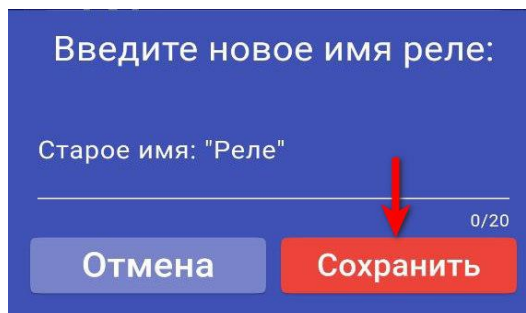 Введите новое имя реле:
Старое имя: "Реле"
0/20
Отмена
Сохранить